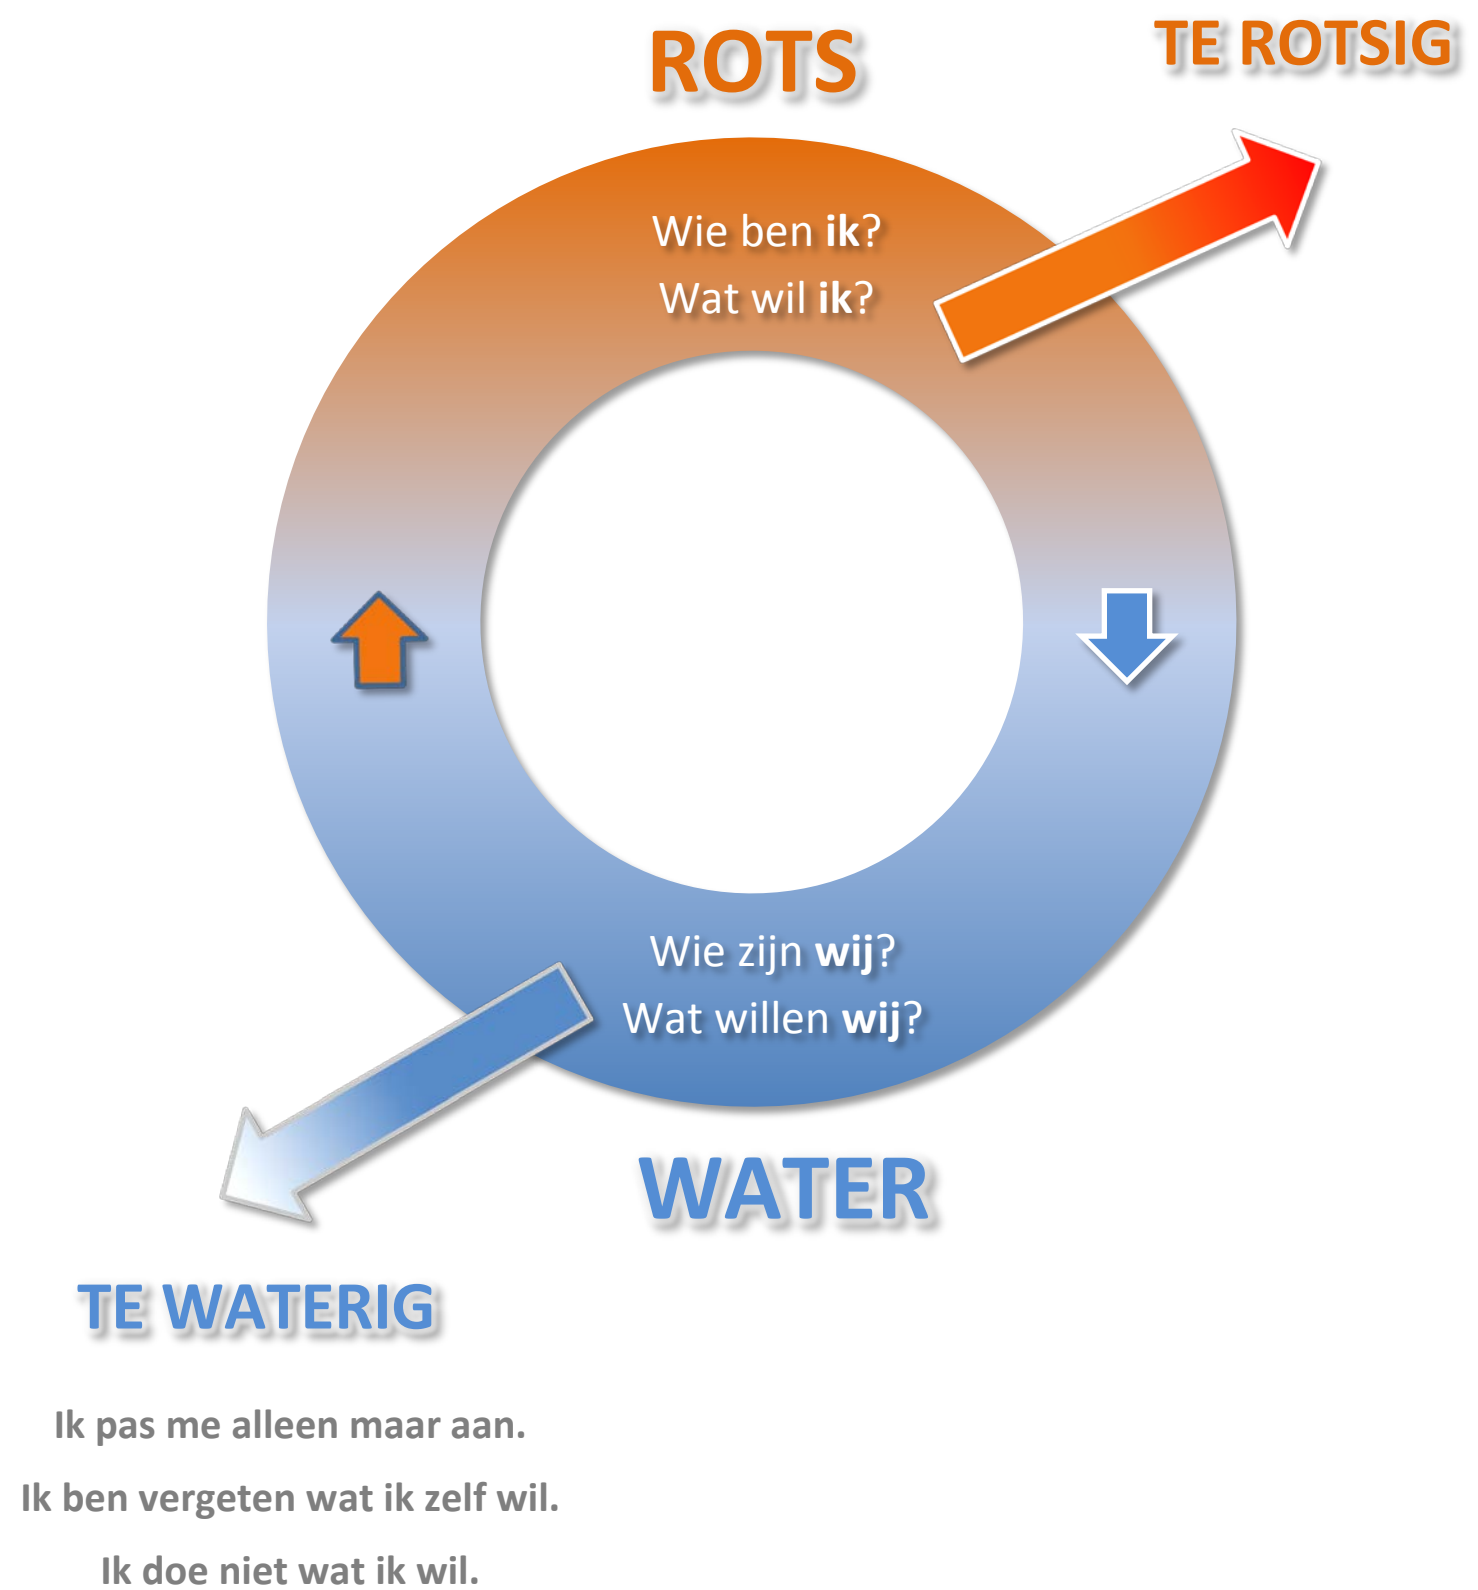 ROTS
TE ROTSIG
Wie ben ik?
Wat wil ik?
Wie zijn wij?
Wat willen wij?
WATER
TE WATERIG
Ik pas me alleen maar aan.
Ik ben vergeten wat ik zelf wil.
Ik doe niet wat ik wil.